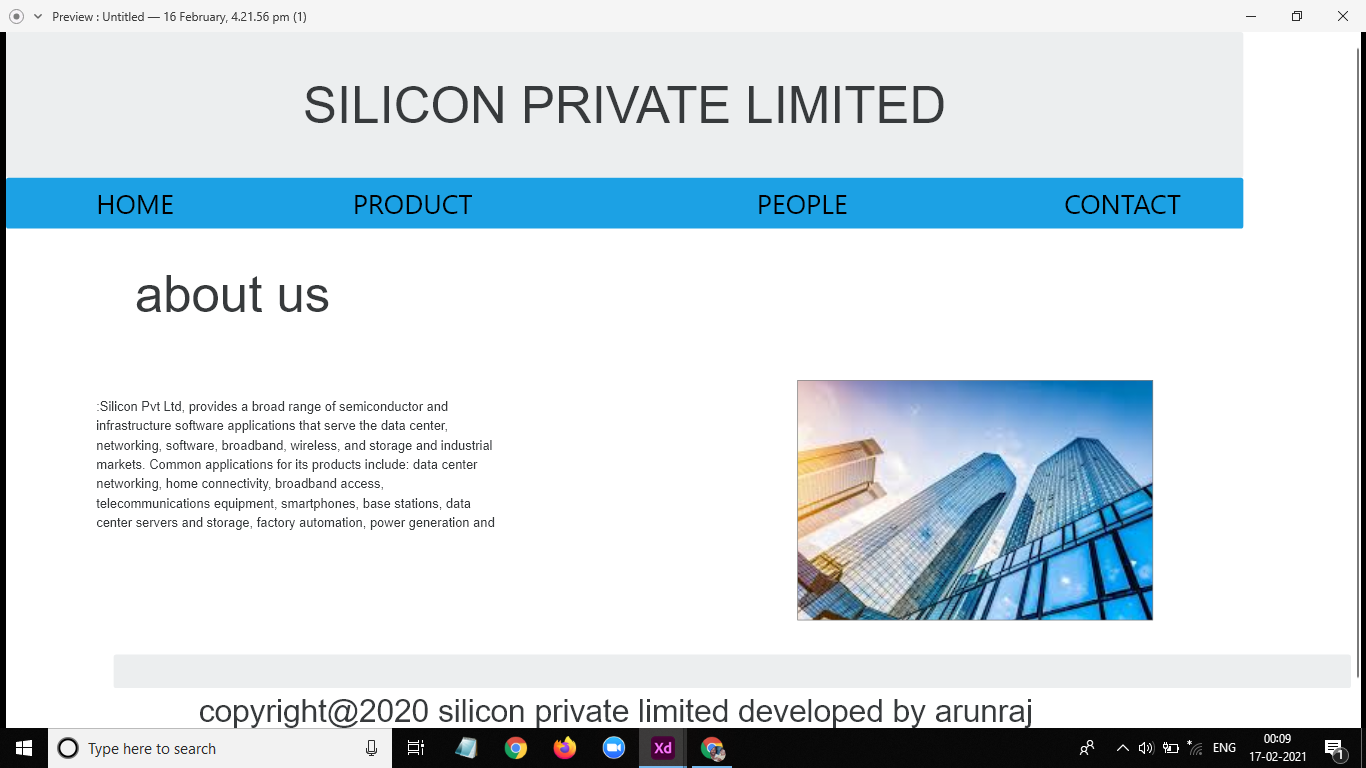 Preview : Untitled — 16 February, 4.21.56 pm (1)
SILICON PRIVATE LIMITED
HOME PRODUCT PEOPLE CONTACT
about us
:Silicon Pvt Ltd, provides a broad range of semiconductor and
infrastructure software applications that serve the data center,
networking, software, broadband, wireless, and storage and industrial
markets. Common applications for its products include: data center
networking, home connectivity, broadband access,
telecommunications equipment, smartphones, base stations, data
center servers and storage, factory automation, power generation and
copyright@2020 silicon private limited developed by arunraj
Type here to search
Xd
ENG
00:09
17-02-2021
1